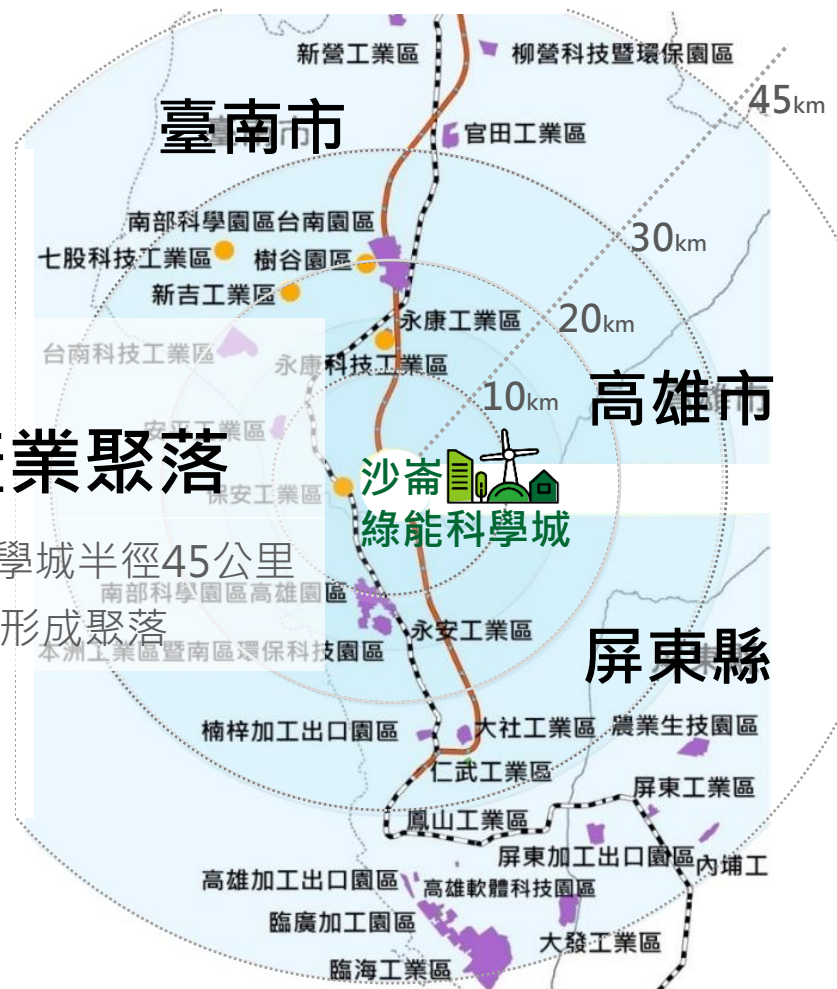 新營工業區
柳營科技暨環保園區
45km
臺南市
官田工業區
南部科學園區台南園區
30km
七股科技工業區
樹谷園區
新吉工業區
永康工業區
20km
台南科技工業區
永康科技工業區
10km
高雄市
安平工業區
業聚落
沙崙
保安工業區
綠能科學城
學城半徑45公里
南部科學園區高雄園區
形成聚落
永安工業區
本洲工業區暨南區環保科技園區
屏東縣
楠梓加工出口園區
大社工業區
農業生技園區
仁武工業區
屏東工業區
鳳山工業區
屏東加工出口園區
內埔工
高雄加工出口園區
高雄軟體科技園區
臨廣加工園區
大發工業區
臨海工業區